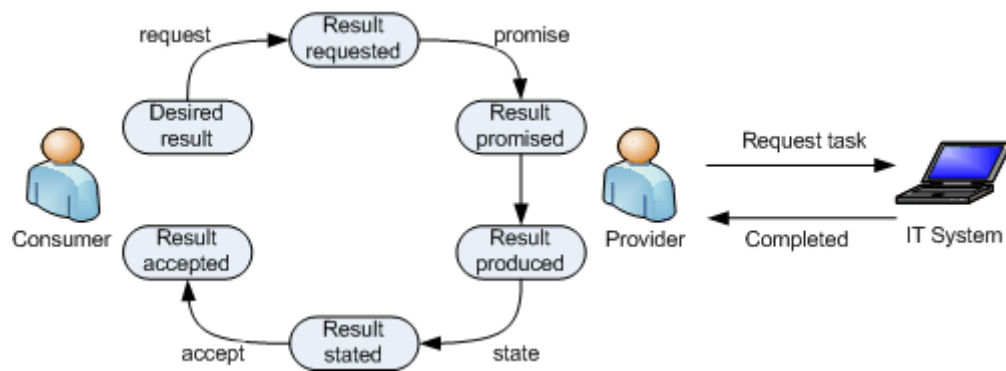 request
Result
requested
promise
Desired
result
Result
promised
Consumer
Result
accepted
Result
produced
Provider
Request task
Completed
IT System
accept
Result
stated
state